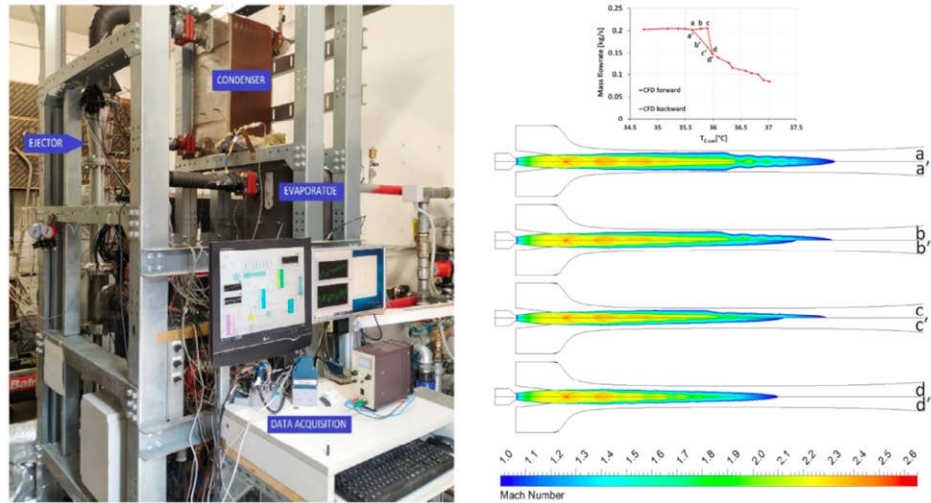 CONDENSER
EJECTOR
EVAPORATOE
DATA ACQUISITION
0.25
0.2
0.15
0.1
0.05
0
Mass flowrate [kg/s]
a b c
a'
b'
c'
d
d'
CFD forward
CFD backward
34.5 35 35.5 36 36.5 37 37.5
a
a'
b
b'
c
c'
d
d'
1.0 1.1 1.2 1.3 1.4 1.5 1.6 1.7 1.8 1.9 2.0 2.1 2.2 2.3 2.4 2.5 2.6
Mach Number